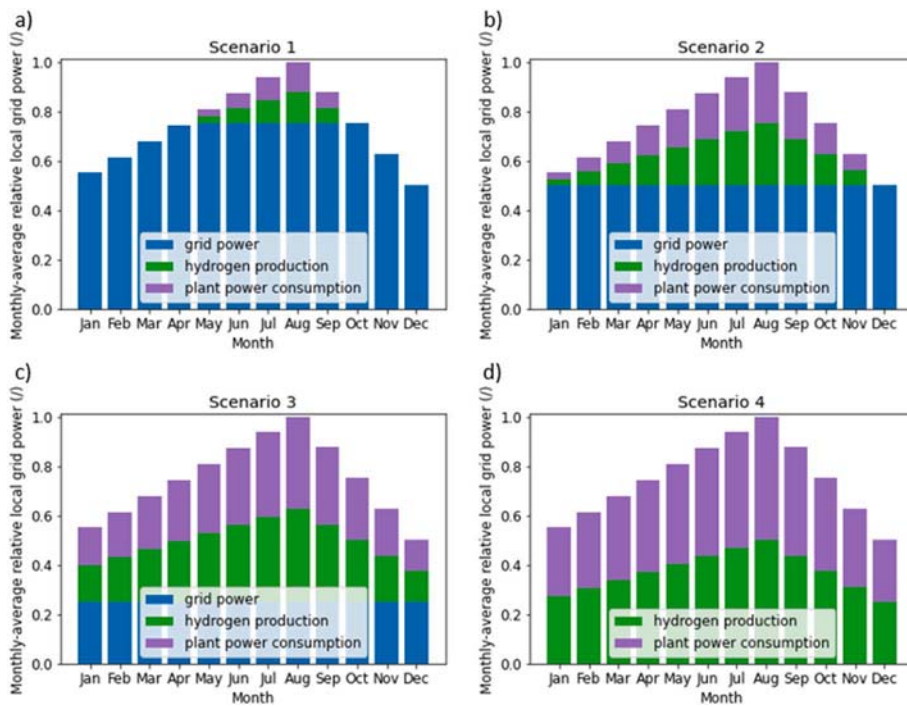 a)
Scenario 1
Monthly-average relative local grid power (/)
1.0
0.8
0.6
0.4
0.2
0.0
grid power
hydrogen production
plant power consumption
Jan Feb Mar Apr May Jun Jul Aug Sep Oct Nov Dec
Month
b)
Scenario 2
Monthly-average relative local grid power (/)
1.0
0.8
0.6
0.4
0.2
0.0
grid power
hydrogen production
plant power consumption
Jan Feb Mar Apr May Jun Jul Aug Sep Oct Nov Dec
Month
c)
Scenario 3
Monthly-average relative local grid power (/)
1.0
0.8
0.6
0.4
0.2
0.0
grid power
hydrogen production
plant power consumption
Jan Feb Mar Apr May Jun Jul Aug Sep Oct Nov Dec
Month
d)
Scenario 4
Monthly-average relative local grid power (/)
1.0
0.8
0.6
0.4
0.2
0.0
hydrogen production
plant power consumption
Jan Feb Mar Apr May Jun Jul Aug Sep Oct Nov Dec
Month